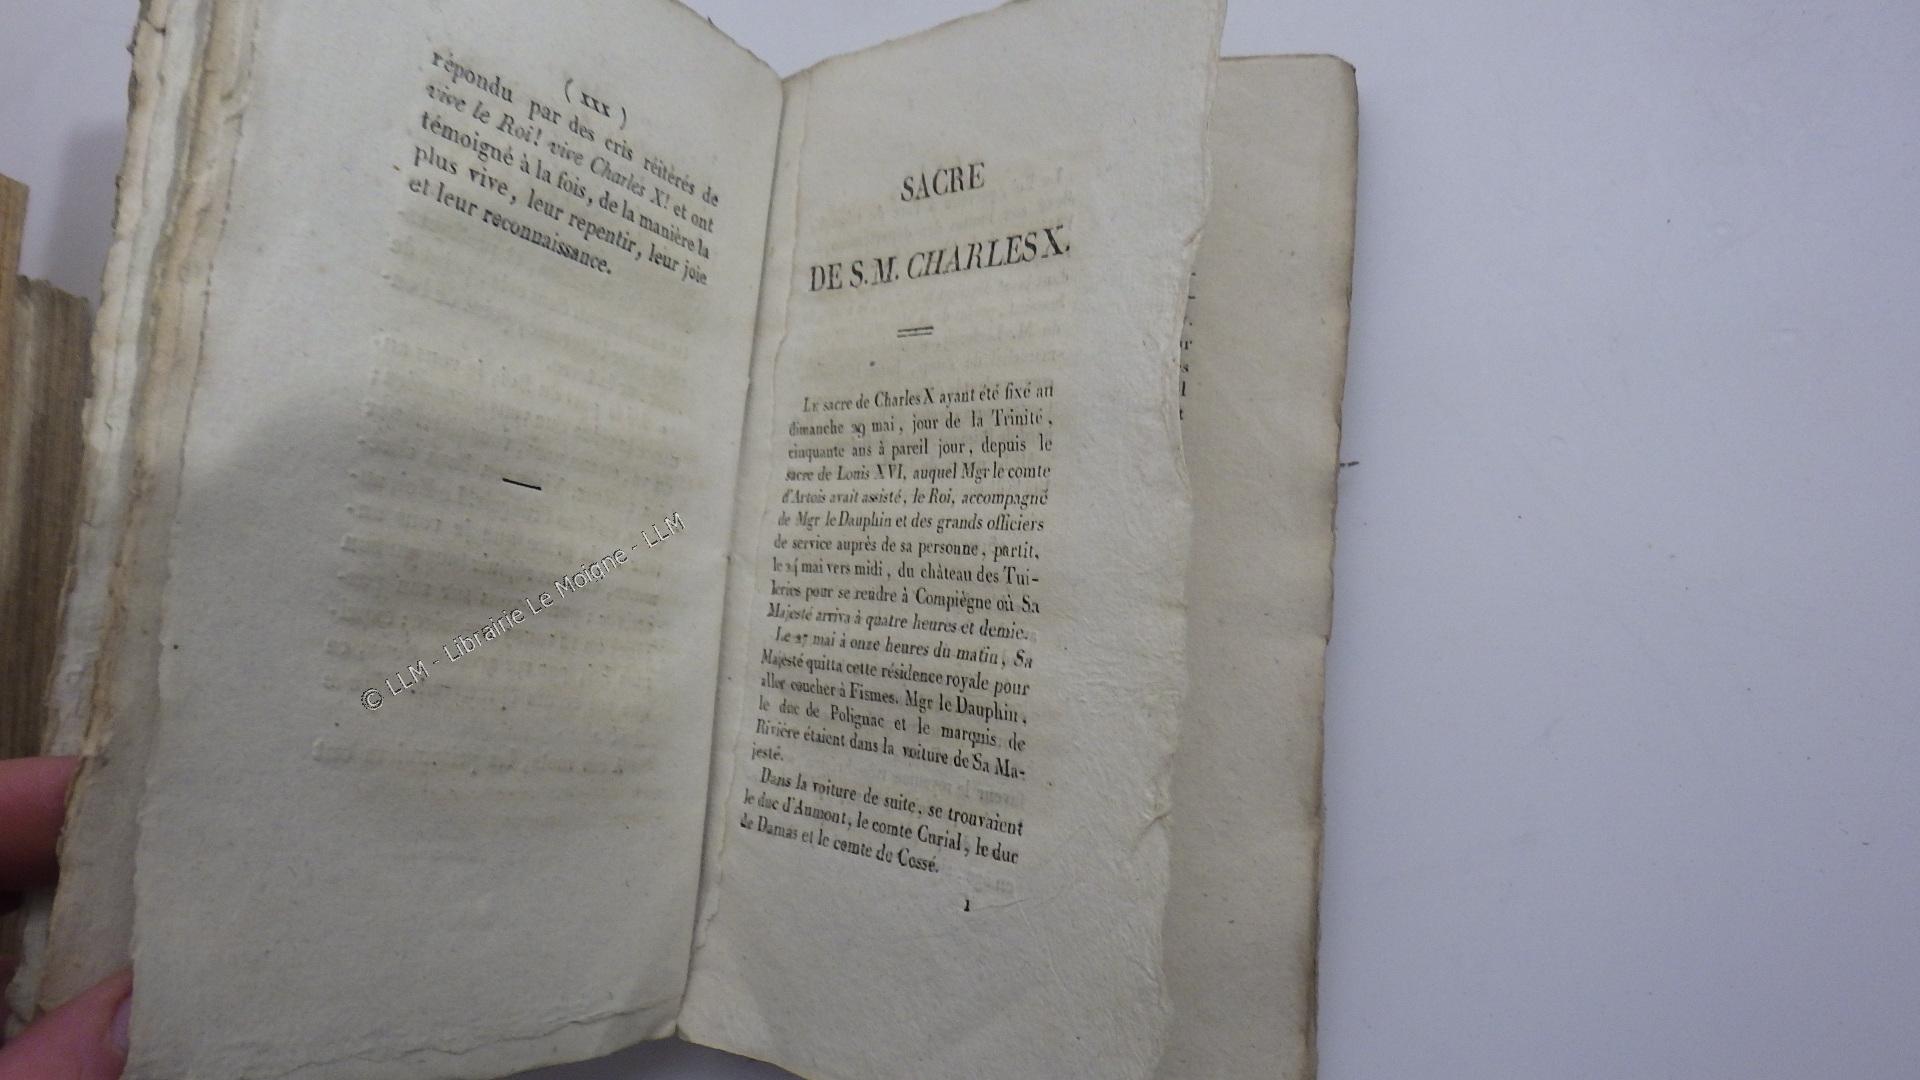 ( xxx )
répondu par des cris réitérés de
vive le Roi! vive Charles X! et ont
témoigné à la fois, de la manière la
plus vive, leur repentir, leur joie
et leur reconnaissance.
SACRE
DE S. M. CHARLES X.
LE sacre de Charles X ayant été fixé au
dimanche 29 mai, jour de la Trinité,
cinquante ans à pareil jour, depuis le
sacre de Louis XVI, auquel Mgr le comte
d'Artois avait assisté, le Roi, accompagné
de Mgr le Dauphin et des grands officiers
de service auprès de sa personne, partit,
le 24 mai vers midi, du château des Tui-
leries pour se rendre à Compiègne où Sa
Majesté arriva à quatre heures et demie.
Le 27 mai à onze heures du matin, Sa
Majesté quitta cette résidence royale pour
aller coucher à Fismes. Mgr le Dauphin,
le duc de Polignac et le marquis de
Rivière étaient dans la voiture de Sa Ma-
jesté.
Dans la voiture de suite, se trouvaient
le duc d'Aumont, le comte Curial, le duc
de Damas et le comte de Cossé.
1
© LLM - Librairie Le Moigne - LLM